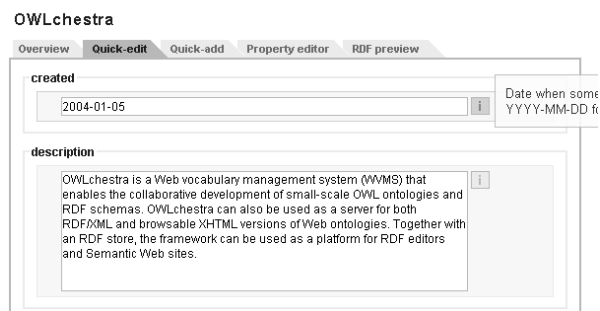 OWLchestra
Overview Quick-edit Quick-add Property editor RDF preview
created
2004-01-05 i
Date when some
YYYY-MM-DD fo
description
OWLchestra is a Web vocabulary management system (WVMS) that i
enables the collaborative development of small-scale OWL ontologies and
RDF schemas. OWLchestra can also be used as a server for both
RDF/XML and browsable XHTML versions of Web ontologies. Together with
an RDF store, the framework can be used as a platform for RDF editors
and Semantic Web sites.